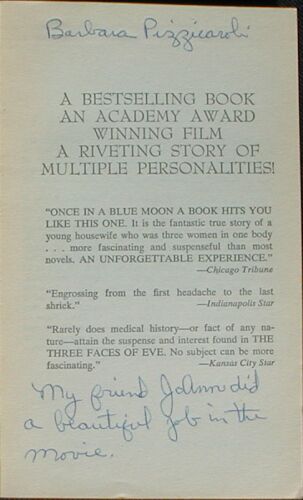 Barbara Pizzicaroli
A BESTSELLING BOOK
AN ACADEMY AWARD
WINNING FILM
A RIVETING STORY OF
MULTIPLE PERSONALITIES!
"ONCE IN A BLUE MOON A BOOK HITS YOU
LIKE THIS ONE. It is the fantastic true story of a
young housewife who was three women in one body
. . . more fascinating and suspenseful than most
novels. AN UNFORGETTABLE EXPERIENCE."
—Chicago Tribune
"Engrossing from the first headache to the last
shriek."
—Indianapolis Star
"Rarely does medical history—or fact of any na-
ture—attain the suspense and interest found in THE
THREE FACES OF EVE. No subject can be more
fascinating."
—Kansas City Star
My friend JoAnn did
a beautiful job in the
movie.